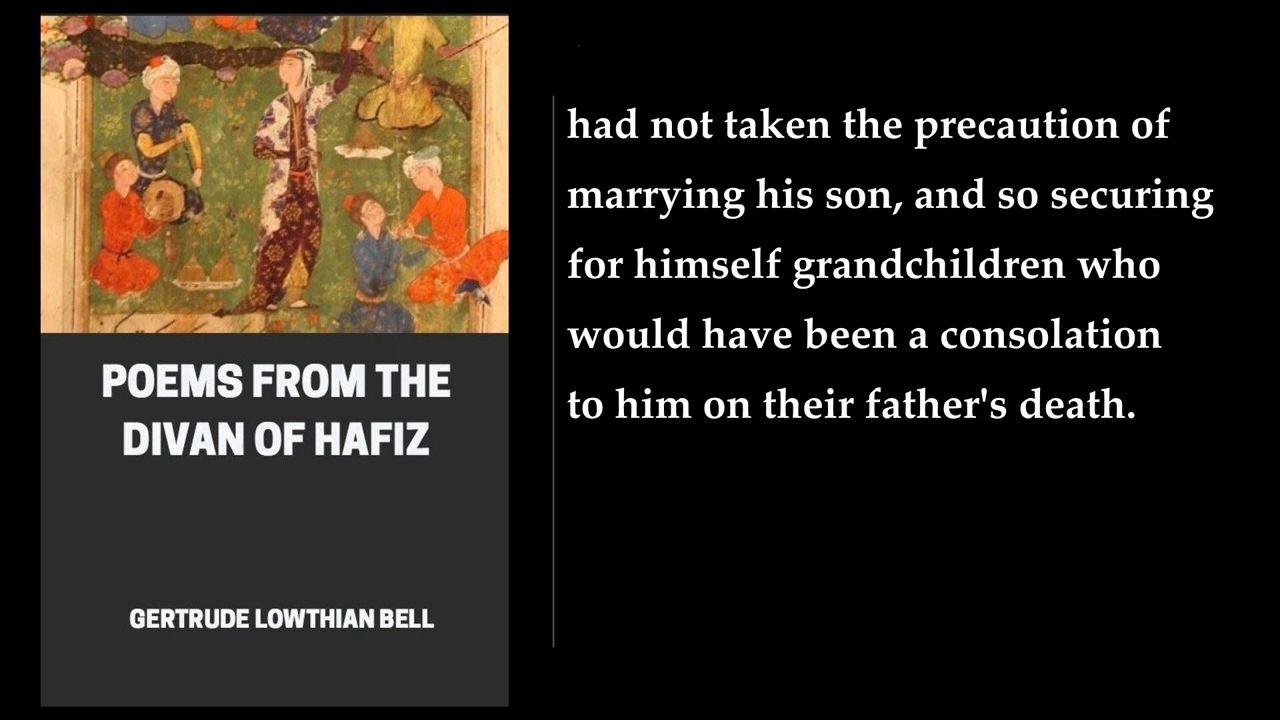 POEMS FROM THE
DIVAN OF HAFIZ
GERTRUDE LOWTHIAN BELL
had not taken the precaution of
marrying his son, and so securing
for himself grandchildren who
would have been a consolation
to him on their father's death.